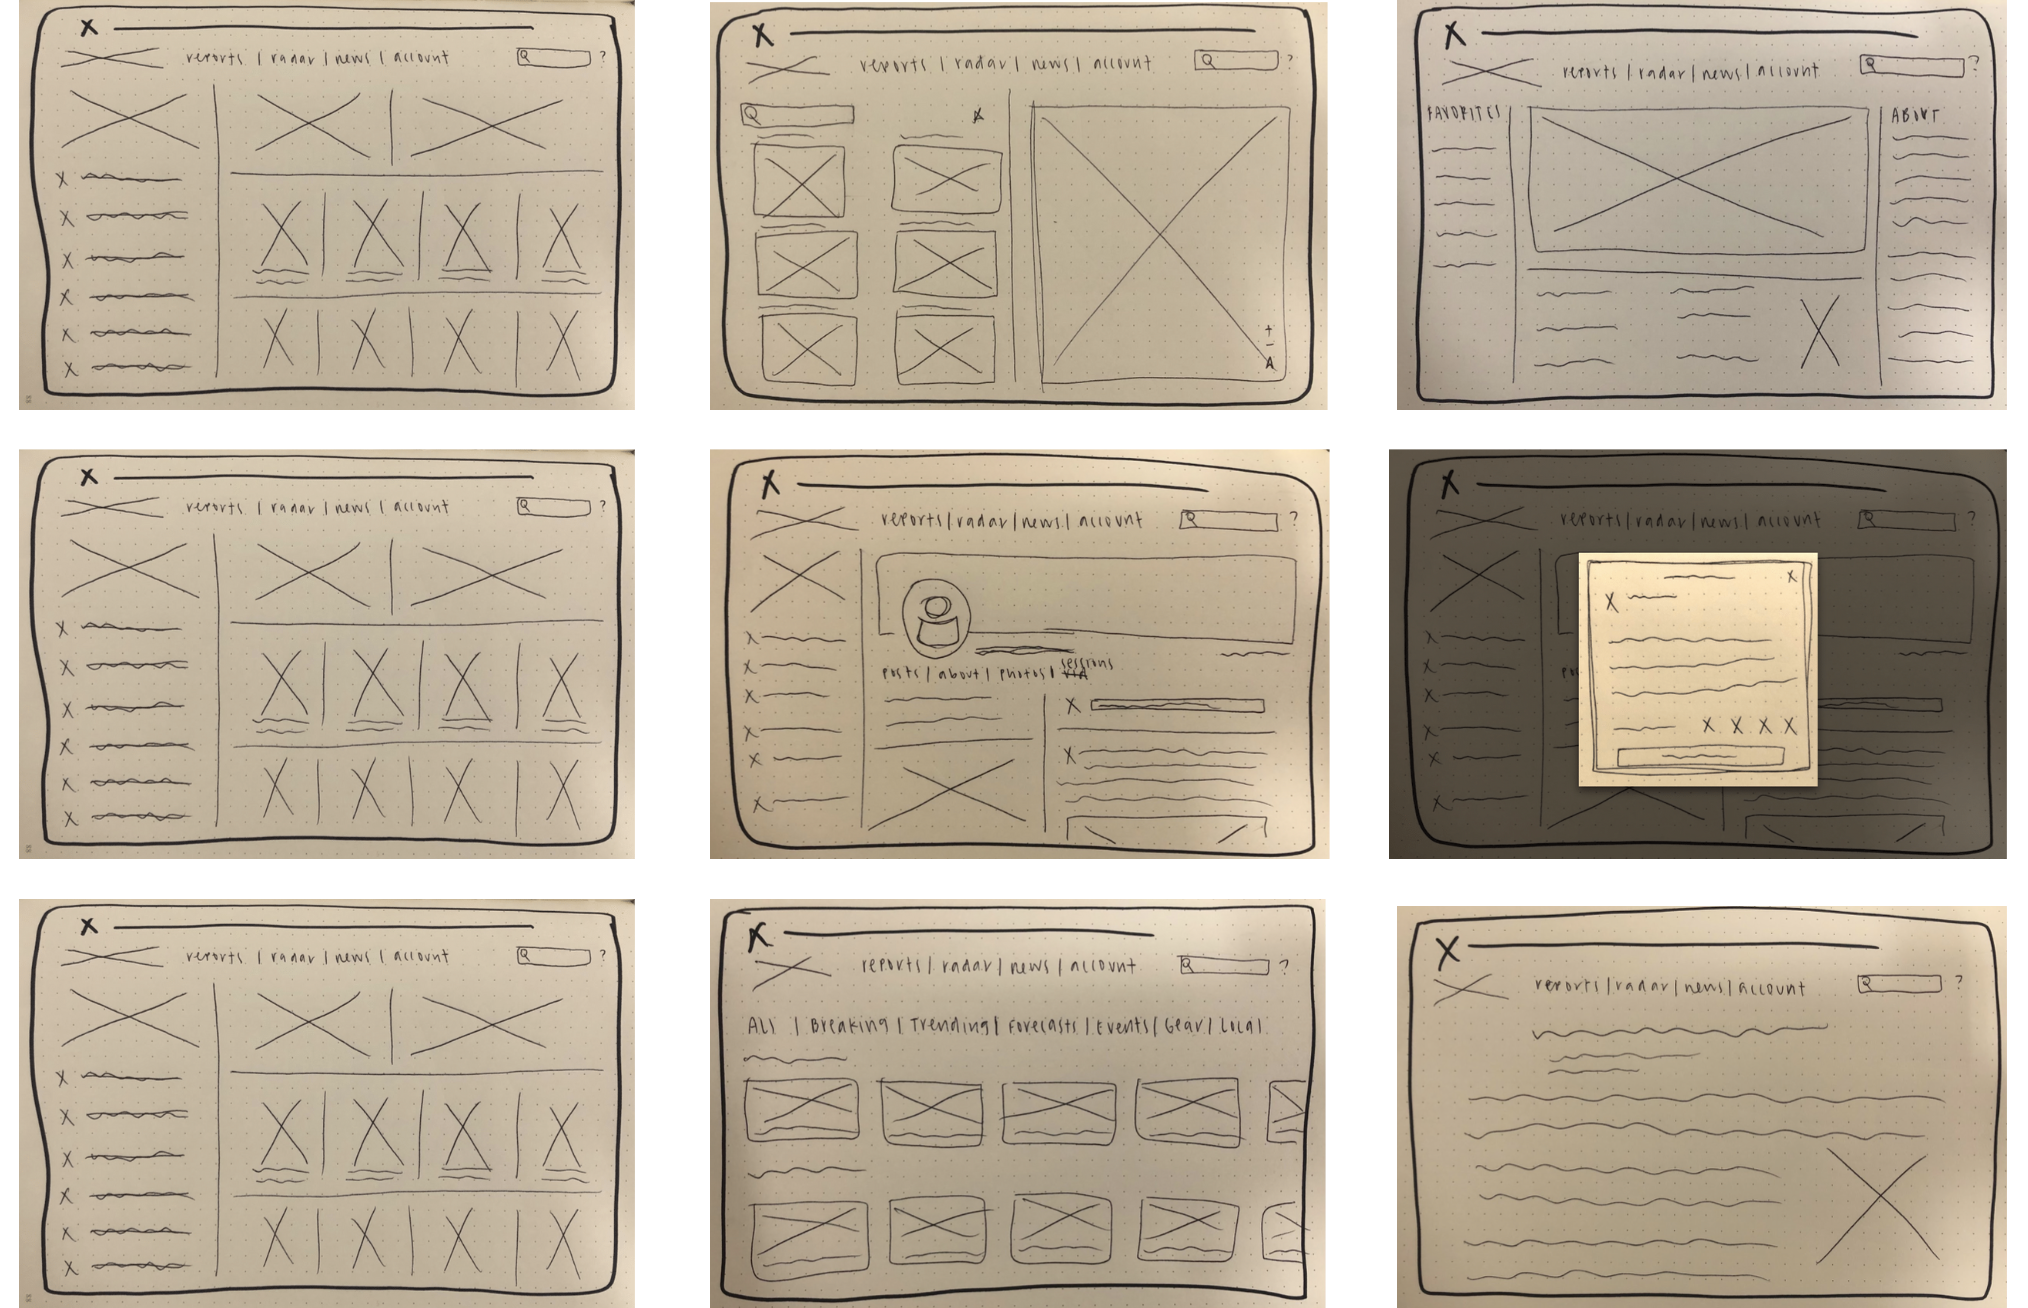 reports | radar | news | account ?
reports | radar | news | account ?
A
reports | radar | news | account ?
FAVORITES
ABOUT
reports | radar | news | account ?
reports | radar | news | account ?
posts | about | photos | sessions
reports | radar | news | account ?
reports | radar | news | account ?
reports | radar | news | account ?
All | Breaking | Trending | Forecasts | Events | Gear | Local
reports | radar | news | account ?